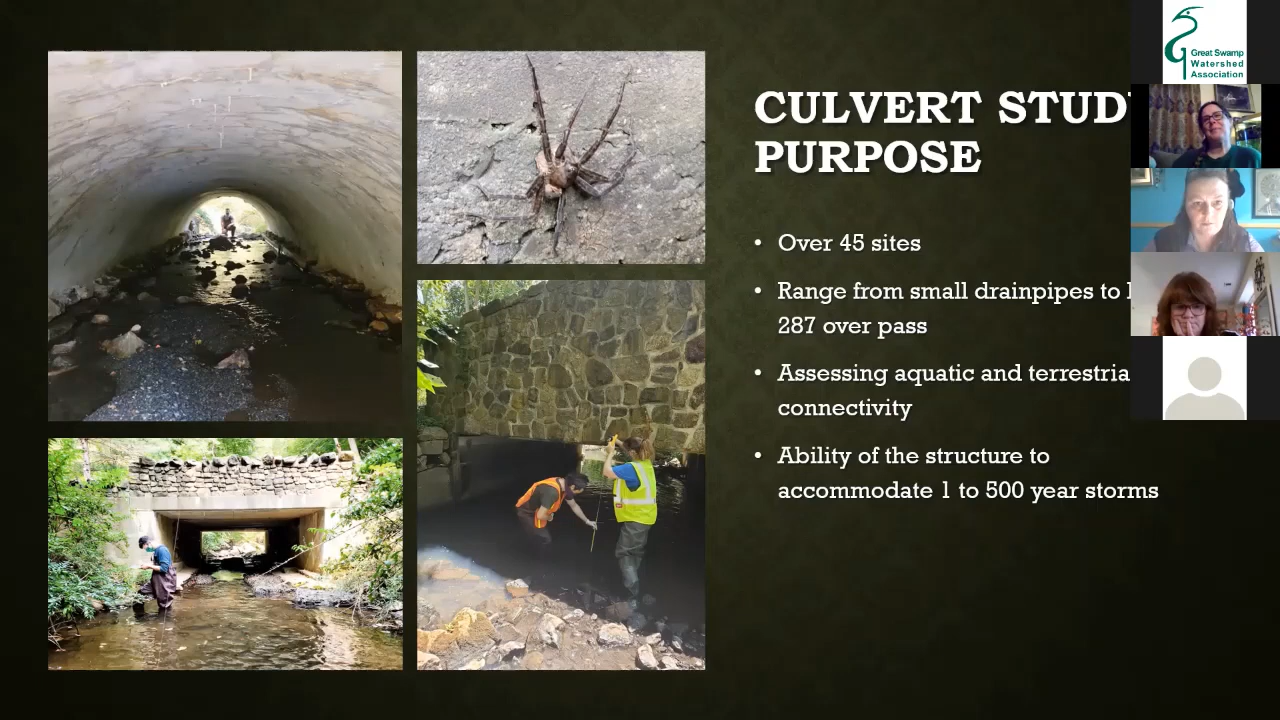 Great Swamp
Watershed
Association
CULVERT STUD
PURPOSE
• Over 45 sites
• Range from small drainpipes to
287 over pass
• Assessing aquatic and terrestria
connectivity
• Ability of the structure to
accommodate 1 to 500 year storms